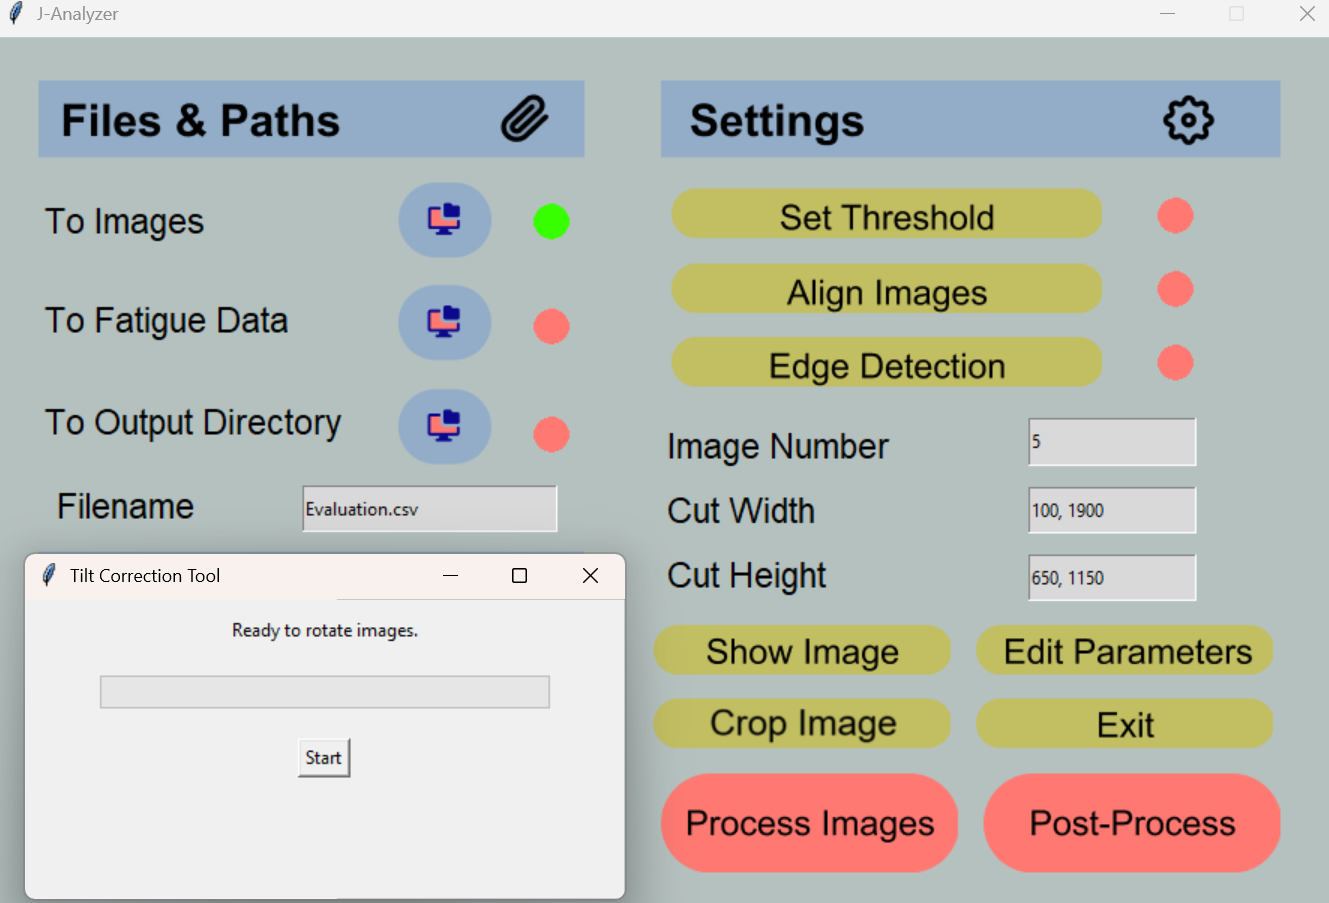 J-Analyzer
Files & Paths
To Images
To Fatigue Data
To Output Directory
Filename
Evaluation.csv
Tilt Correction Tool
Ready to rotate images.
Start
Settings
Set Threshold
Align Images
Edge Detection
Image Number
5
Cut Width
100, 1900
Cut Height
650, 1150
Show Image
Edit Parameters
Crop Image
Exit
Process Images
Post-Process